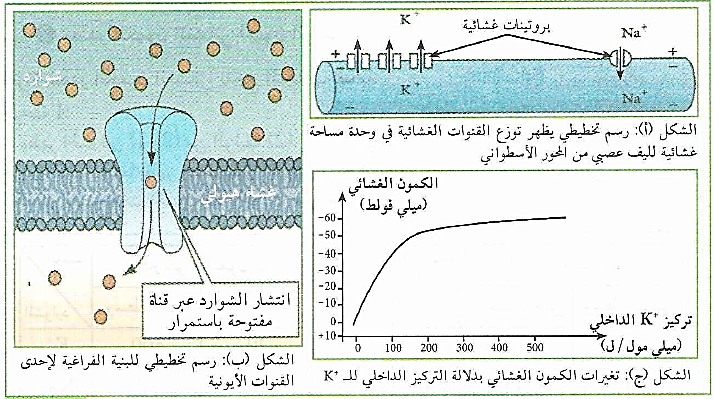 K⁺
بروتينات غشائية
Na⁺
+
−
K⁺
Na⁺
+
−
−
−
الشكل (أ): رسم تخطيطي يظهر توزع القنوات الغشائية في وحدة مساحة
غشائية لليف عصبي من المحور الأسطواني
شوارد
غشاء هيولي
انتشار الشوارد عبر قناة
مفتوحة باستمرار
الشكل (ب): رسم تخطيطي للبنية الفراغية لإحدى
القنوات الأيونية
الكمون الغشائي
(ميلي فولط)
−60
−50
−40
−30
−20
−10
0
+10
0 100 200 300 400 500
تركيز K⁺ الداخلي
(ميلي مول/ل)
الشكل (ج): تغيرات الكمون الغشائي بدلالة التركيز الداخلي للـ K⁺